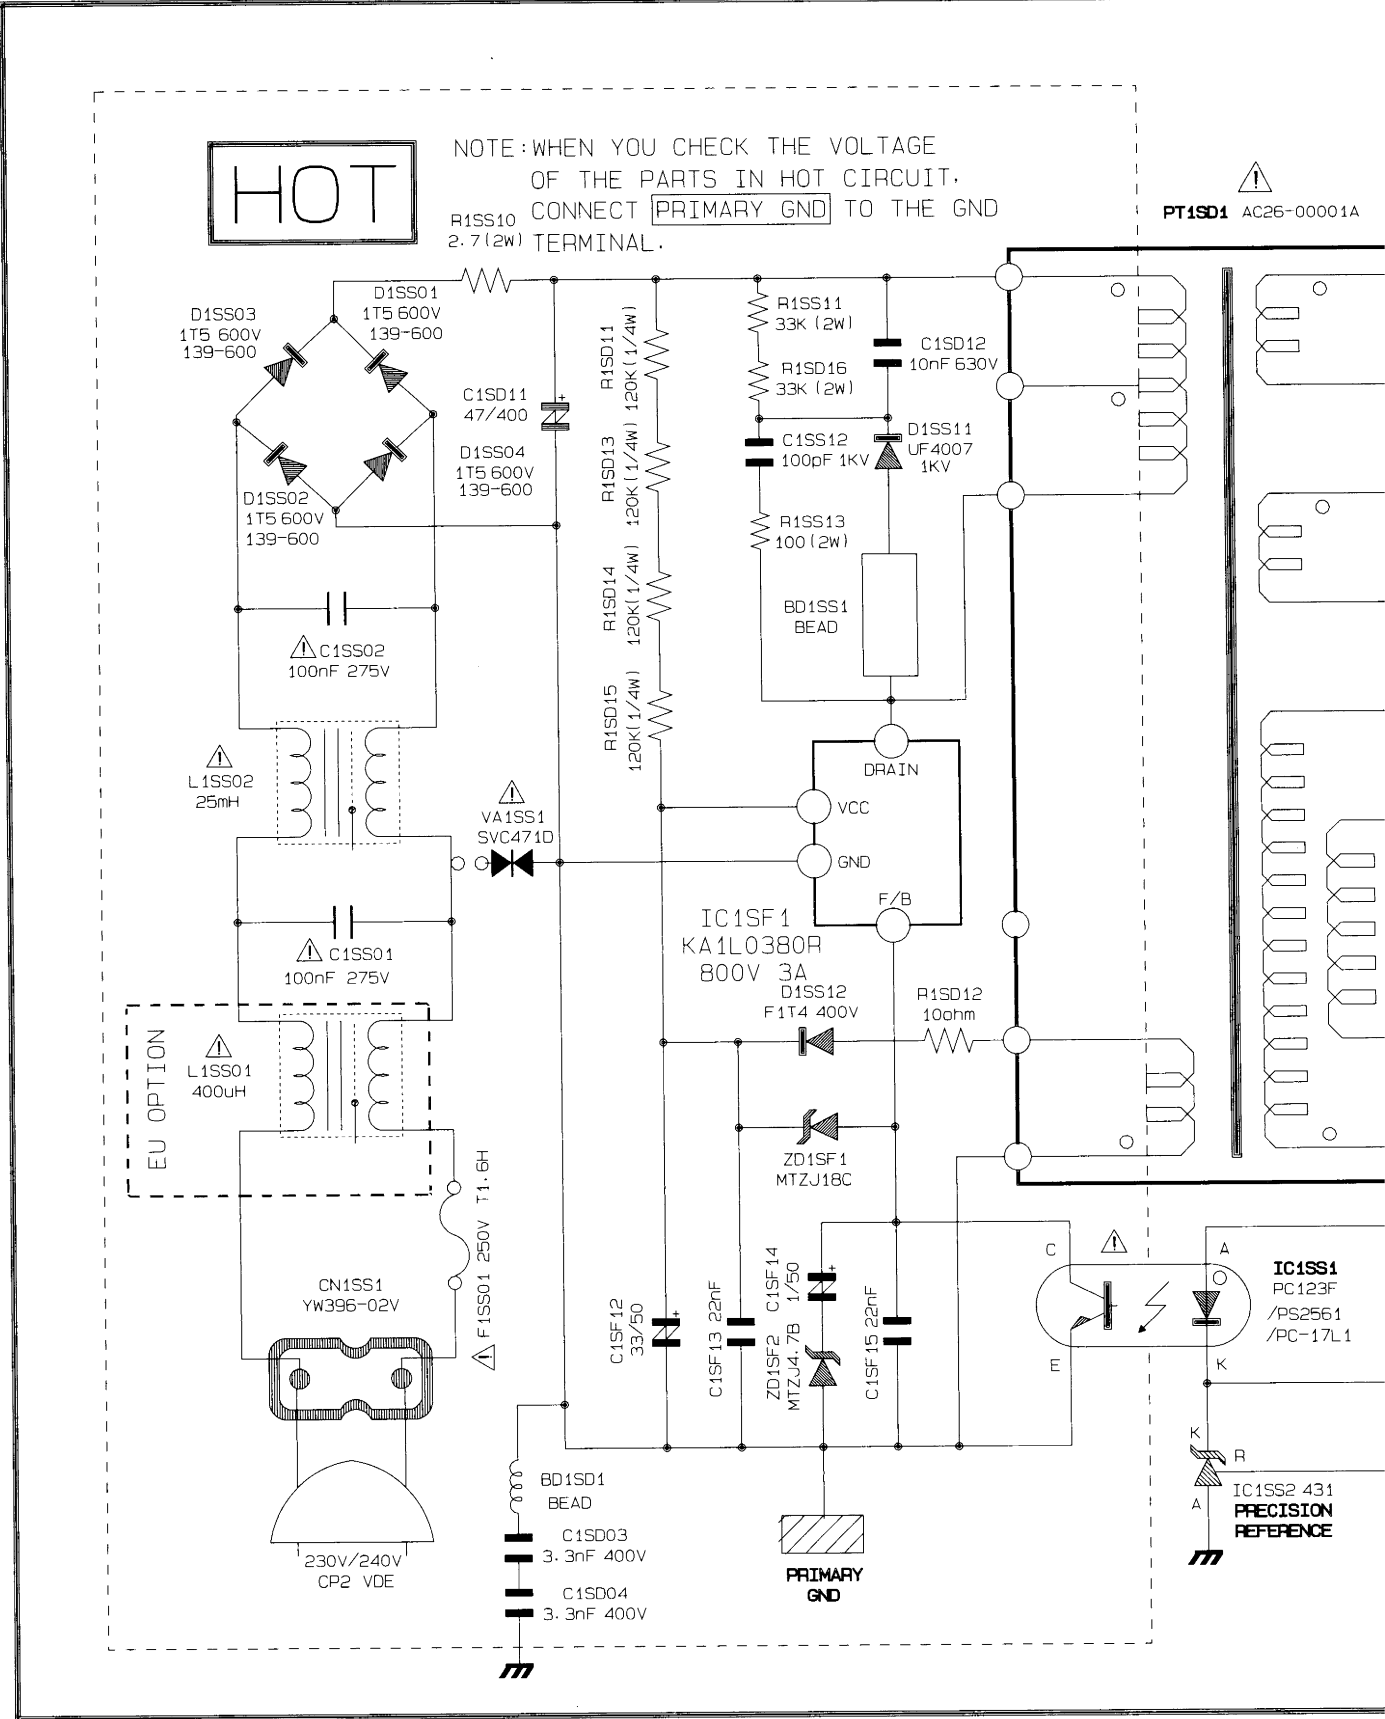 HOT
NOTE:WHEN YOU CHECK THE VOLTAGE
OF THE PARTS IN HOT CIRCUIT,
CONNECT PRIMARY GND TO THE GND
TERMINAL.
PT1SD1 AC26-00001A
R1SS10
2.7(2W)
D1SS03
1T5 600V
139-600
D1SS01
1T5 600V
139-600
C1SD11
47/400
D1SS04
1T5 600V
139-600
D1SS02
1T5 600V
139-600
R1SD11
120K(1/4W)
R1SD13
120K(1/4W)
R1SD14
120K(1/4W)
R1SD15
120K(1/4W)
R1SS11
33K(2W)
R1SD16
33K(2W)
C1SD12
10nF 630V
C1SS12
100pF 1KV
D1SS11
UF4007
1KV
R1SS13
100(2W)
BD1SS1
BEAD
C1SS02
100nF 275V
L1SS02
25mH
VA1SS1
SVC471D
DRAIN
VCC
GND
F/B
IC1SF1
KA1L0380R
800V 3A
C1SS01
100nF 275V
D1SS12
F1T4 400V
R1SD12
10ohm
EU OPTION
L1SS01
400uH
ZD1SF1
MTZJ18C
F1SS01 250V T1.6H
CN1SS1
YW396-02V
C1SF12
33/50
C1SF13 22nF
C1SF14
1/50
ZD1SF2
MTZJ4.7B
C1SF15 22nF
C
E
A
K
IC1SS1
PC123F
/PS2561
/PC-17L1
K
R
A
IC1SS2 431
PRECISION
REFERENCE
BD1SD1
BEAD
C1SD03
3.3nF 400V
C1SD04
3.3nF 400V
230V/240V
CP2 VDE
PRIMARY
GND